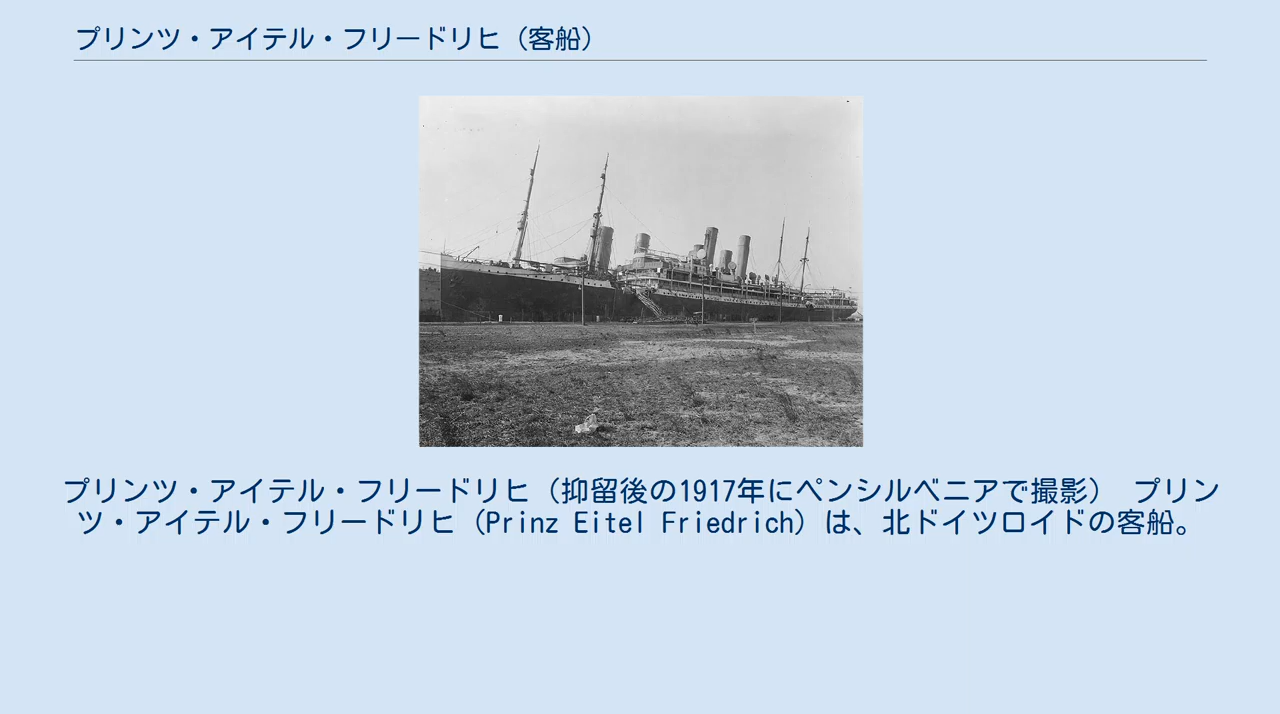 プリンツ・アイテル・フリードリヒ（客船）
プリンツ・アイテル・フリードリヒ（抑留後の1917年にペンシルベニアで撮影） プリン
ツ・アイテル・フリードリヒ（Prinz Eitel Friedrich）は、北ドイツロイドの客船。